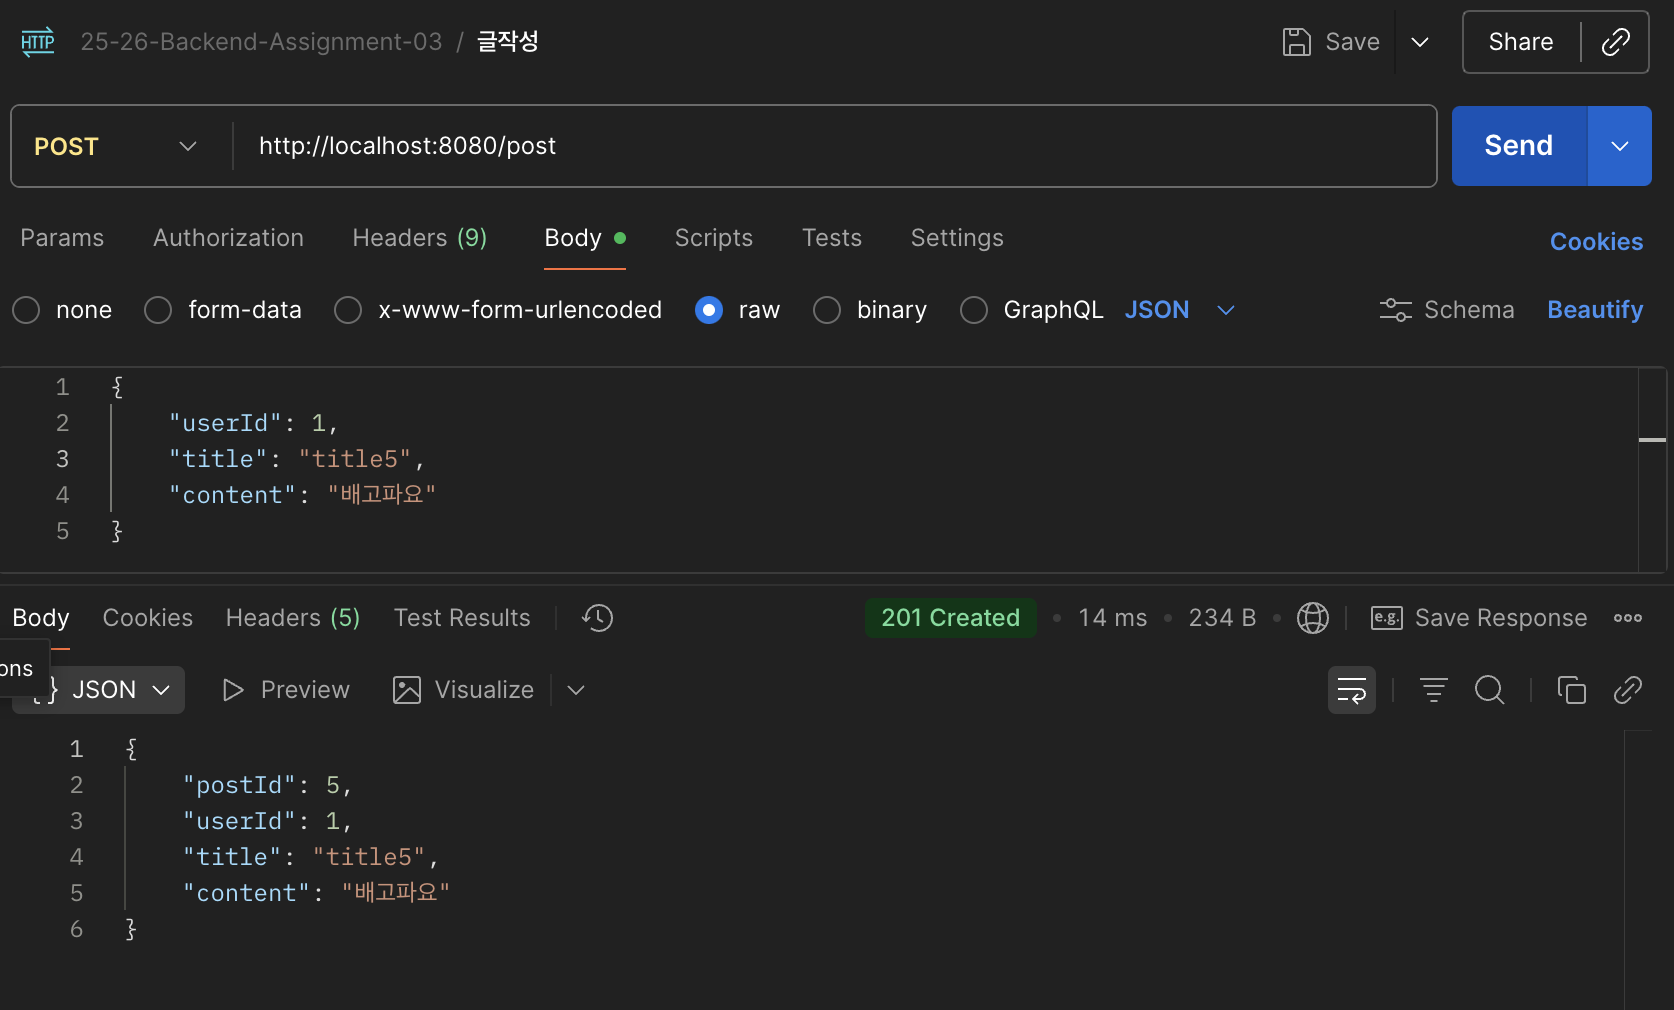 HTTP 25-26-Backend-Assignment-03 / 글작성 Save Share
POST http://localhost:8080/post Send
Params Authorization Headers (9) Body Scripts Tests Settings Cookies
none form-data x-www-form-urlencoded raw binary GraphQL JSON Schema Beautify
1 {
2 "userId": 1,
3 "title": "title5",
4 "content": "배고파요"
5 }
Body Cookies Headers (5) Test Results 201 Created • 14 ms • 234 B • e.g. Save Response
ons
{} JSON Preview Visualize
1 {
2 "postId": 5,
3 "userId": 1,
4 "title": "title5",
5 "content": "배고파요"
6 }